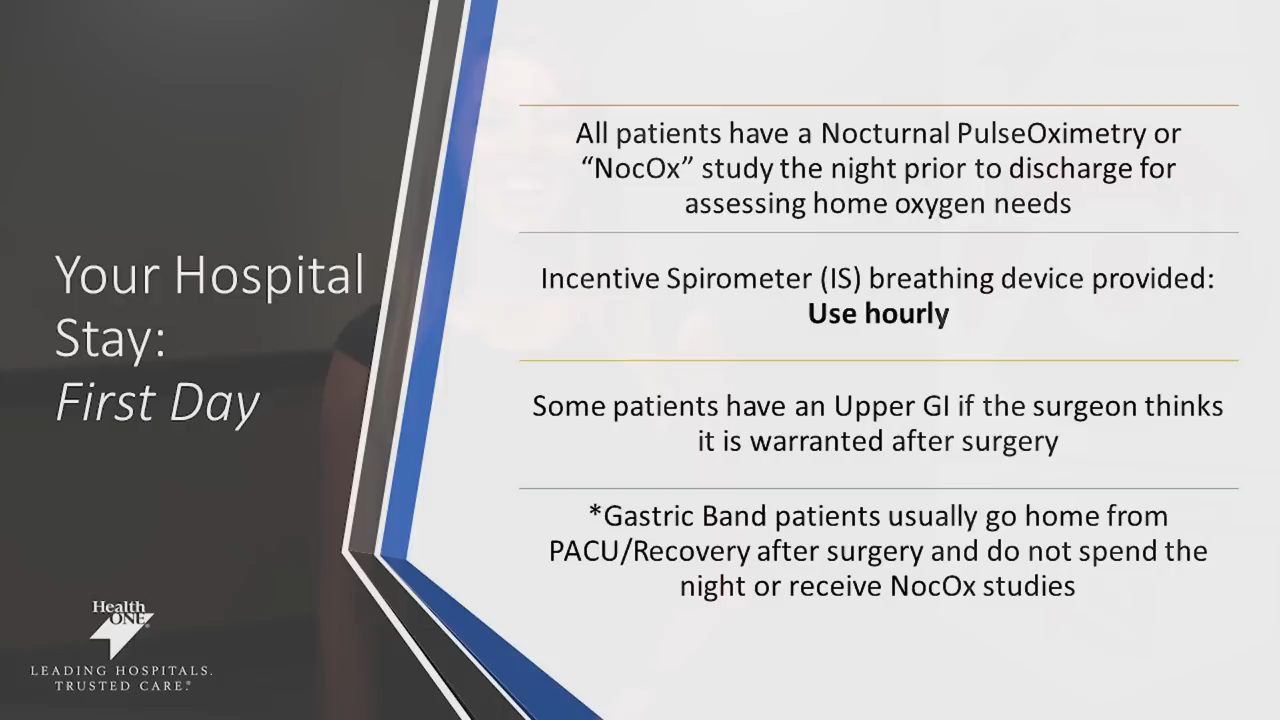 Your Hospital
Stay:
First Day
All patients have a Nocturnal PulseOximetry or
“NocOx” study the night prior to discharge for
assessing home oxygen needs
Incentive Spirometer (IS) breathing device provided:
Use hourly
Some patients have an Upper GI if the surgeon thinks
it is warranted after surgery
*Gastric Band patients usually go home from
PACU/Recovery after surgery and do not spend the
night or receive NocOx studies
Health
ONE®
LEADING HOSPITALS.
TRUSTED CARE.®